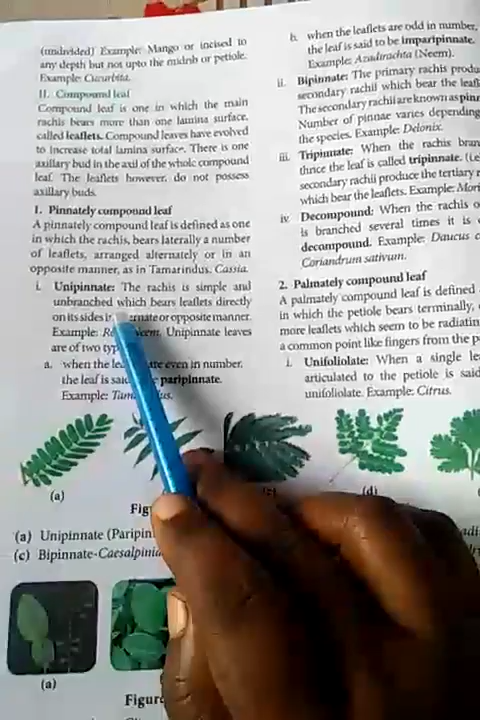 (undivided) Example: Mango or incised to
any depth but not upto the midrib or petiole.
Example: Cucurbita.
II. Compound leaf
Compound leaf is one in which the main
rachis bears more than one lamina surface,
called leaflets. Compound leaves have evolved
to increase total lamina surface. There is one
axillary bud in the axil of the whole compound
leaf. The leaflets however, do not possess
axillary buds.
1. Pinnately compound leaf
A pinnately compound leaf is defined as one
in which the rachis, bears laterally a number
of leaflets, arranged alternately or in an
opposite manner, as in Tamarindus, Cassia.
i. Unipinnate: The rachis is simple and
unbranched which bears leaflets directly
on its sides in alternate or opposite manner.
Example: Neem. Unipinnate leaves
are of two
a. when the are even in number,
the leaf is said paripinnate.
Example:
(a)
(a) Unipinnate
(c) Bipinnate-Caesalpinia
(a)
Figure
b. when the leaflets are odd in number,
the leaf is said to be imparipinnate.
Example: Azadirachta (Neem).
ii. Bipinnate: The primary rachis
secondary rachii which bear the
The secondary rachii are known as
Number of pinnae varies depending
the species. Example: Delonix.
iii. Tripinnate: When the rachis
thrice the leaf is called tripinnate.
secondary rachii produce the tertiary
which bear the leaflets. Example:
iv. Decompound: When the rachis
is branched several times it is
decompound. Example: Daucus
Coriandrum sativum.
2. Palmately compound leaf
A palmately compound leaf is defined
in which the petiole bears terminally,
more leaflets which seem to be
a common point like fingers from the
i. Unifoliolate: When a single
articulated to the petiole is said
unifoliolate. Example: Citrus.
(d)